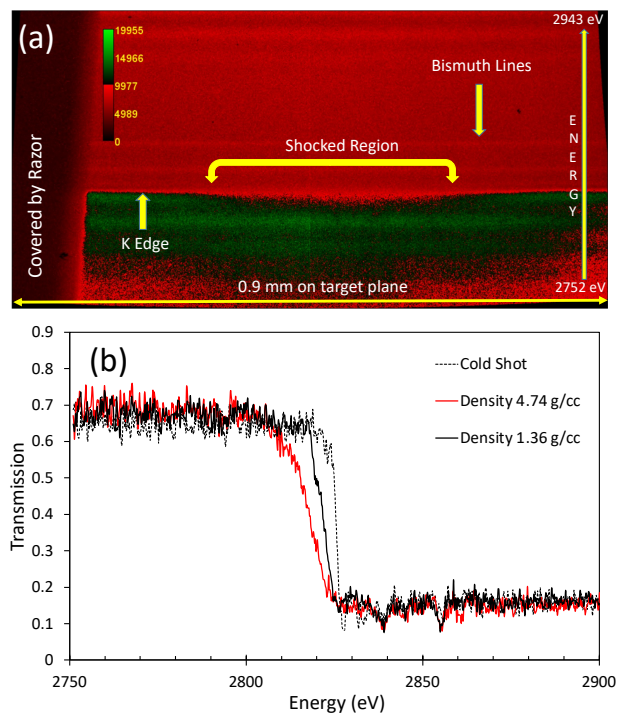 (a)
19955
14966
9977
4989
0
2943 eV
Bismuth Lines
Shocked Region
ENERGY
Covered by Razor
K Edge
0.9 mm on target plane
2752 eV
(b)
Cold Shot
Density 4.74 g/cc
Density 1.36 g/cc
Transmission
0.9
0.8
0.7
0.6
0.5
0.4
0.3
0.2
0.1
0
2750
2800
2850
2900
Energy (eV)